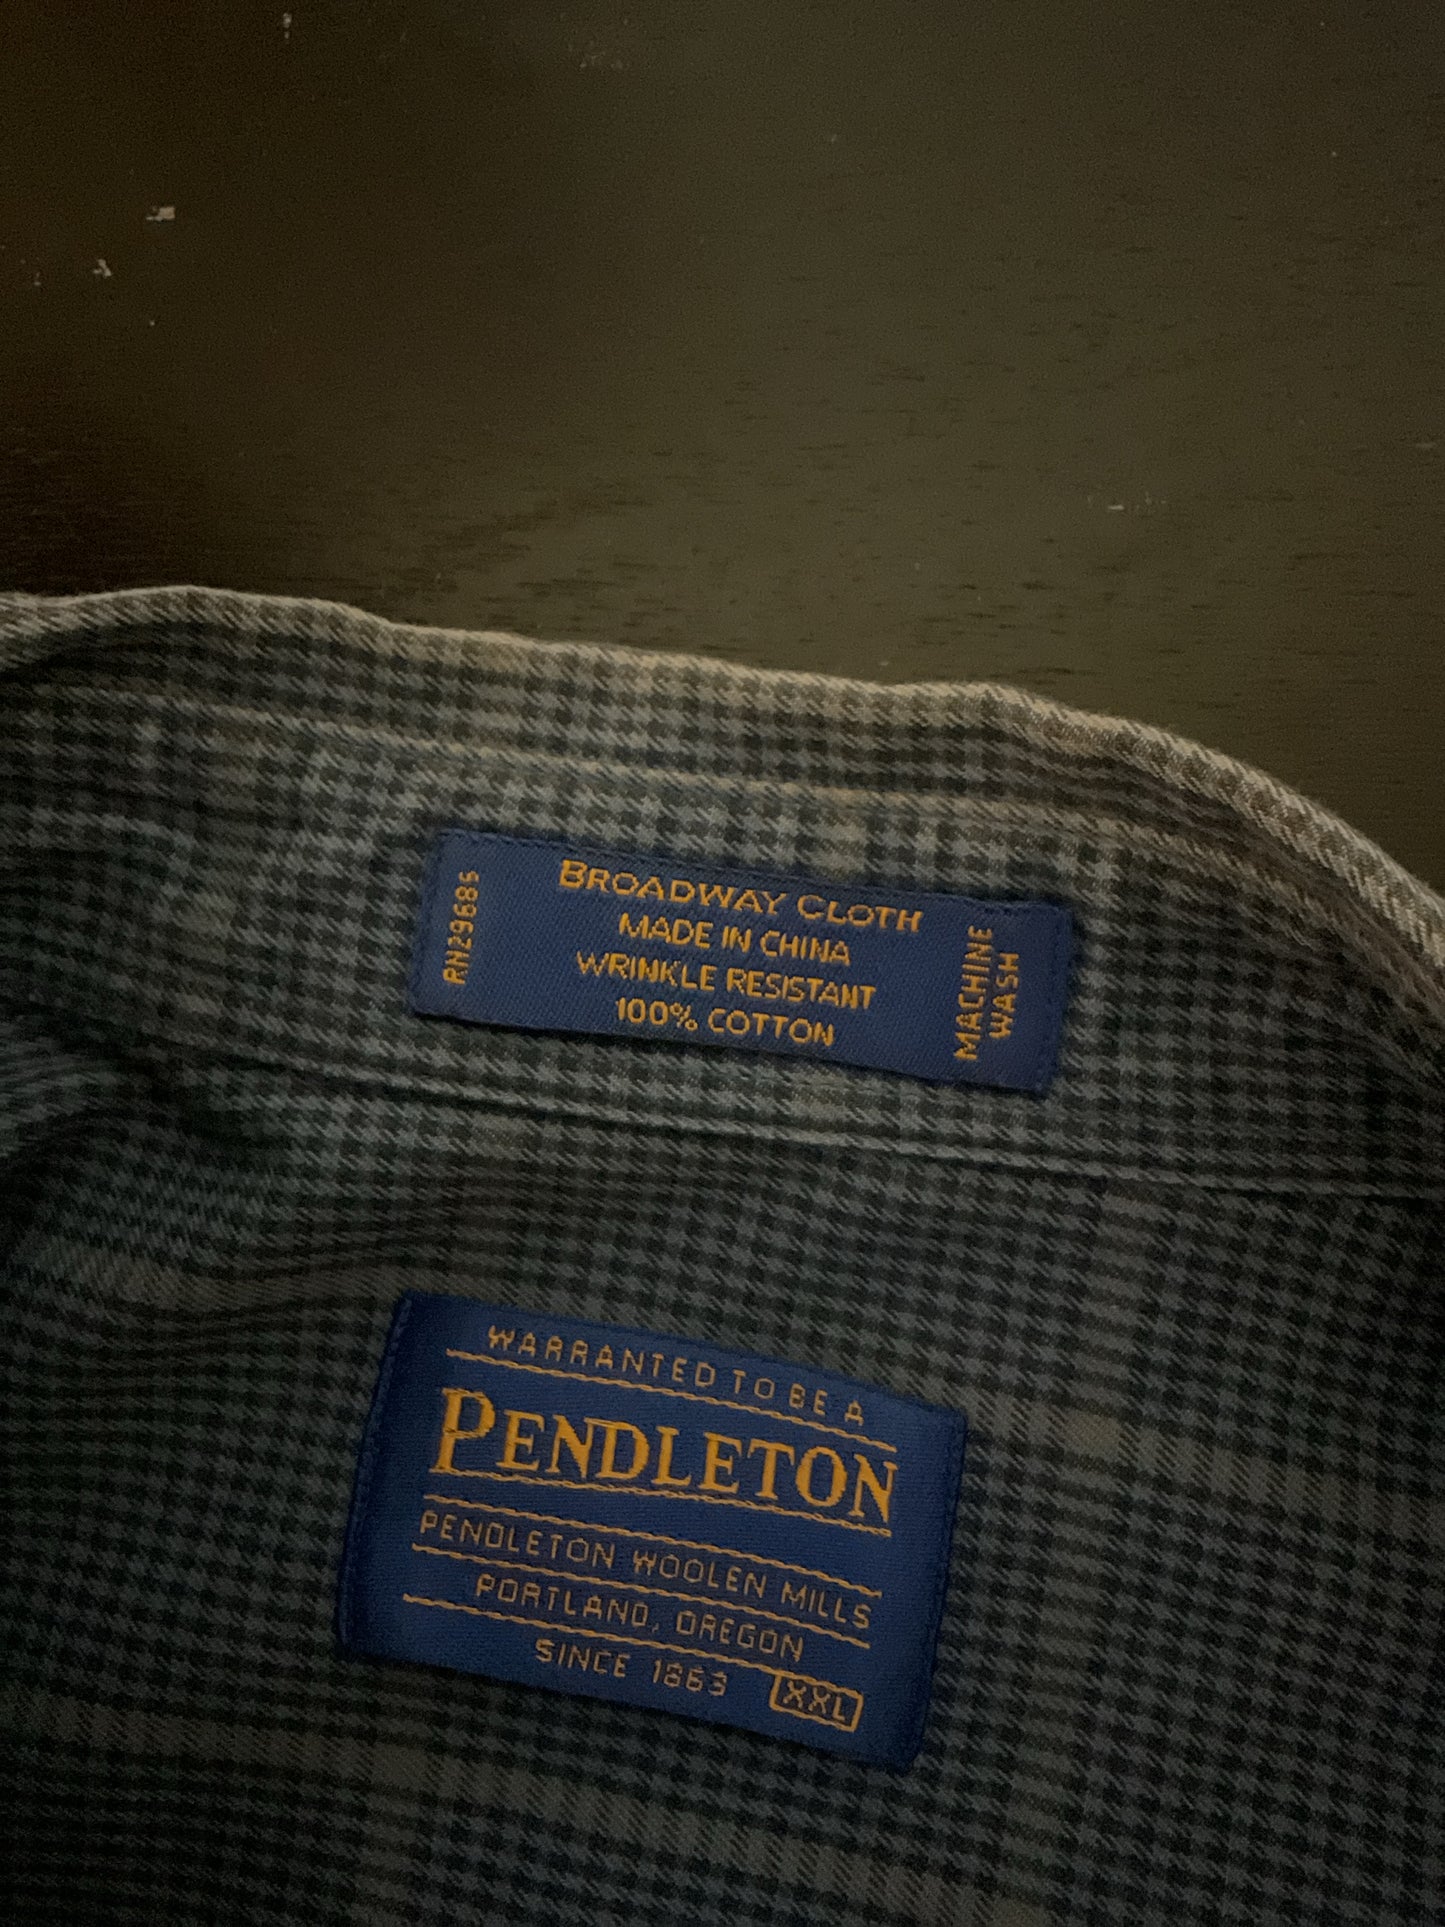 RN29685
BROADWAY CLOTH
MADE IN CHINA
WRINKLE RESISTANT
100% COTTON
MACHINE
WASH
WARRANTED TO BE A
PENDLETON
PENDLETON WOOLEN MILLS
PORTLAND, OREGON
SINCE 1863
XXL